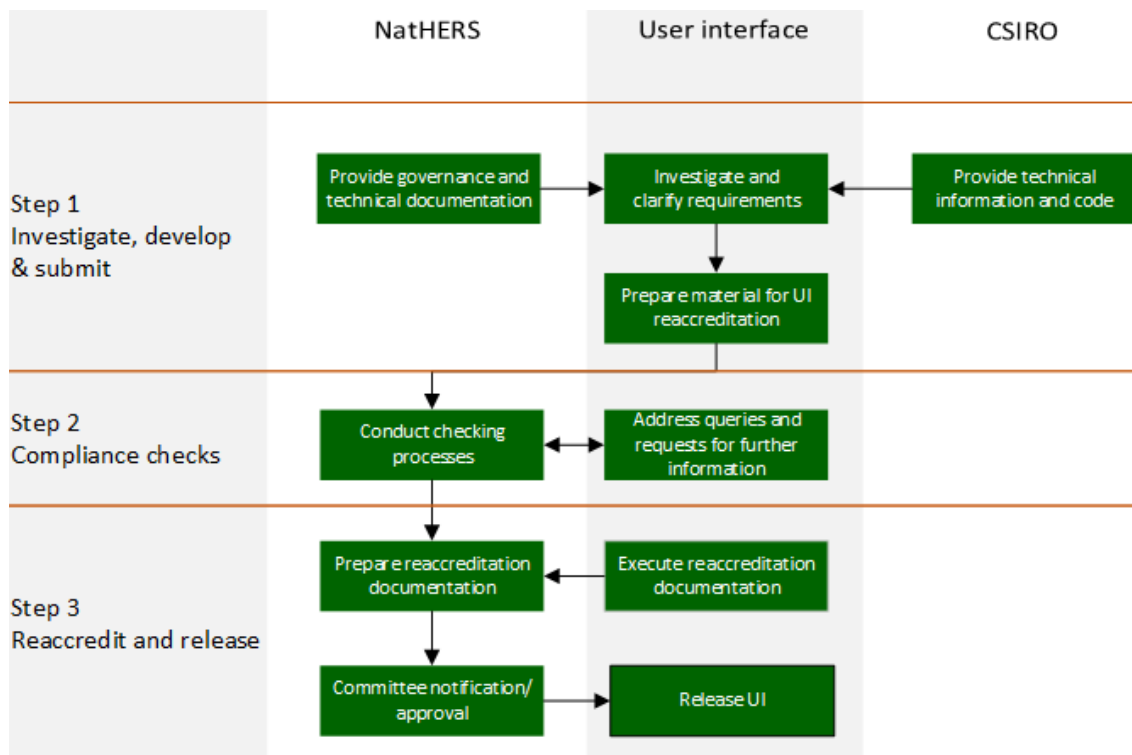 NatHERS
User interface
CSIRO
Step 1
Investigate, develop
& submit
Provide governance and
technical documentation
Investigate and
clarify requirements
Provide technical
information and code
Prepare material for UI
reaccreditation
Step 2
Compliance checks
Conduct checking
processes
Address queries and
requests for further
information
Step 3
Reaccredit and release
Prepare reaccreditation
documentation
Execute reaccreditation
documentation
Committee notification/
approval
Release UI